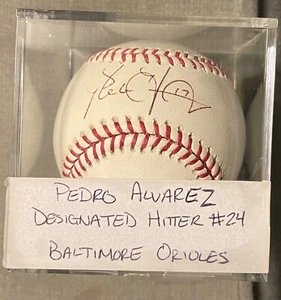 PEDRO ALVAREZ
DESIGNATED HITTER #24
BALTIMORE ORIOLES